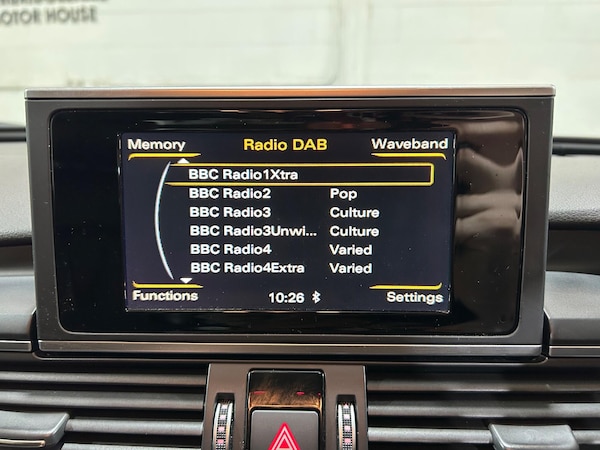 MOTOR HOUSE
Memory Radio DAB Waveband
BBC Radio1Xtra
BBC Radio2 Pop
BBC Radio3 Culture
BBC Radio3Unwi... Culture
BBC Radio4 Varied
BBC Radio4Extra Varied
Functions 10:26 Settings